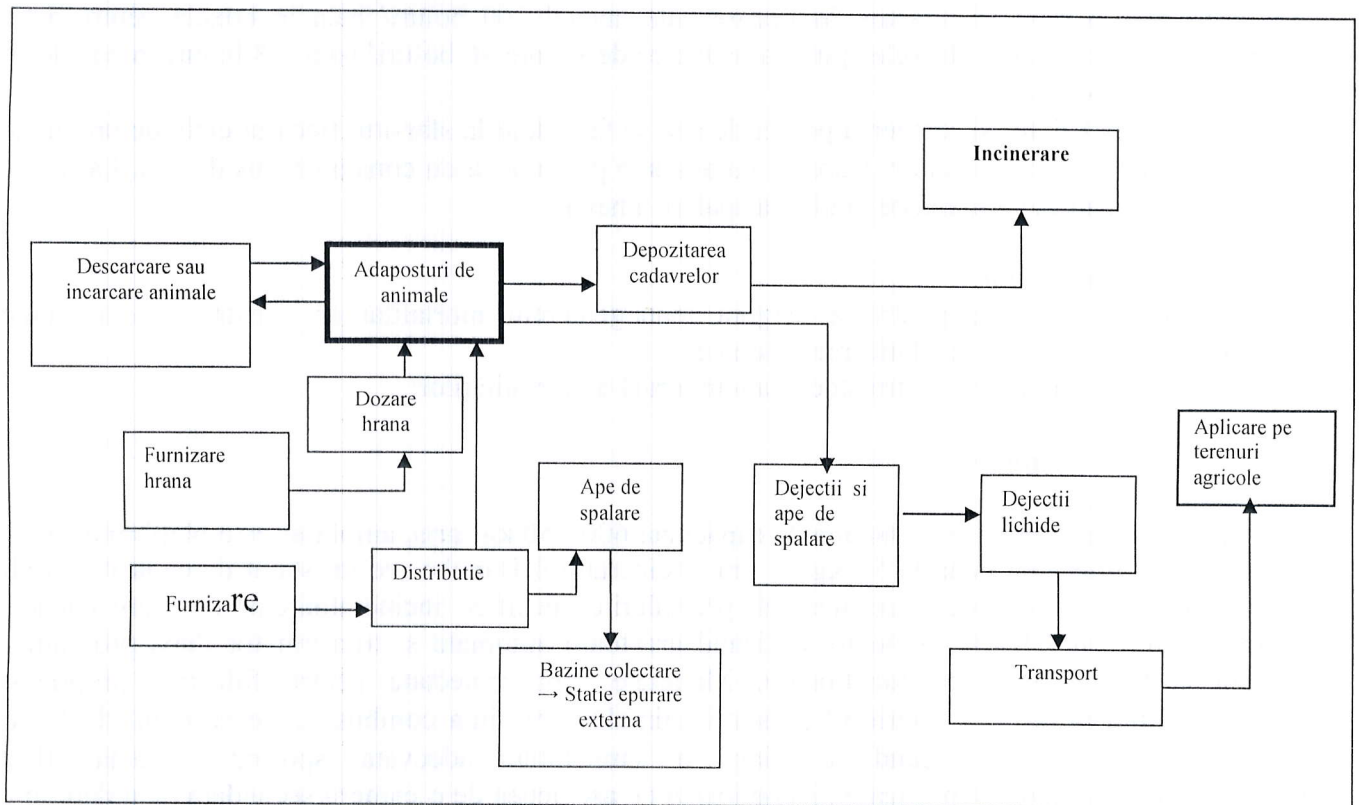 Incinerare
Descarcare sau
incarcare animale
Adaposturi de
animale
Depozitarea
cadavrelor
Dozare
hrana
Furnizare
hrana
Aplicare pe
terenuri
agricole
Ape de
spalare
Dejectii si
ape de
spalare
Dejectii
lichide
Distributie
Furnizare
Bazine colectare
→ Statie epurare
externa
Transport